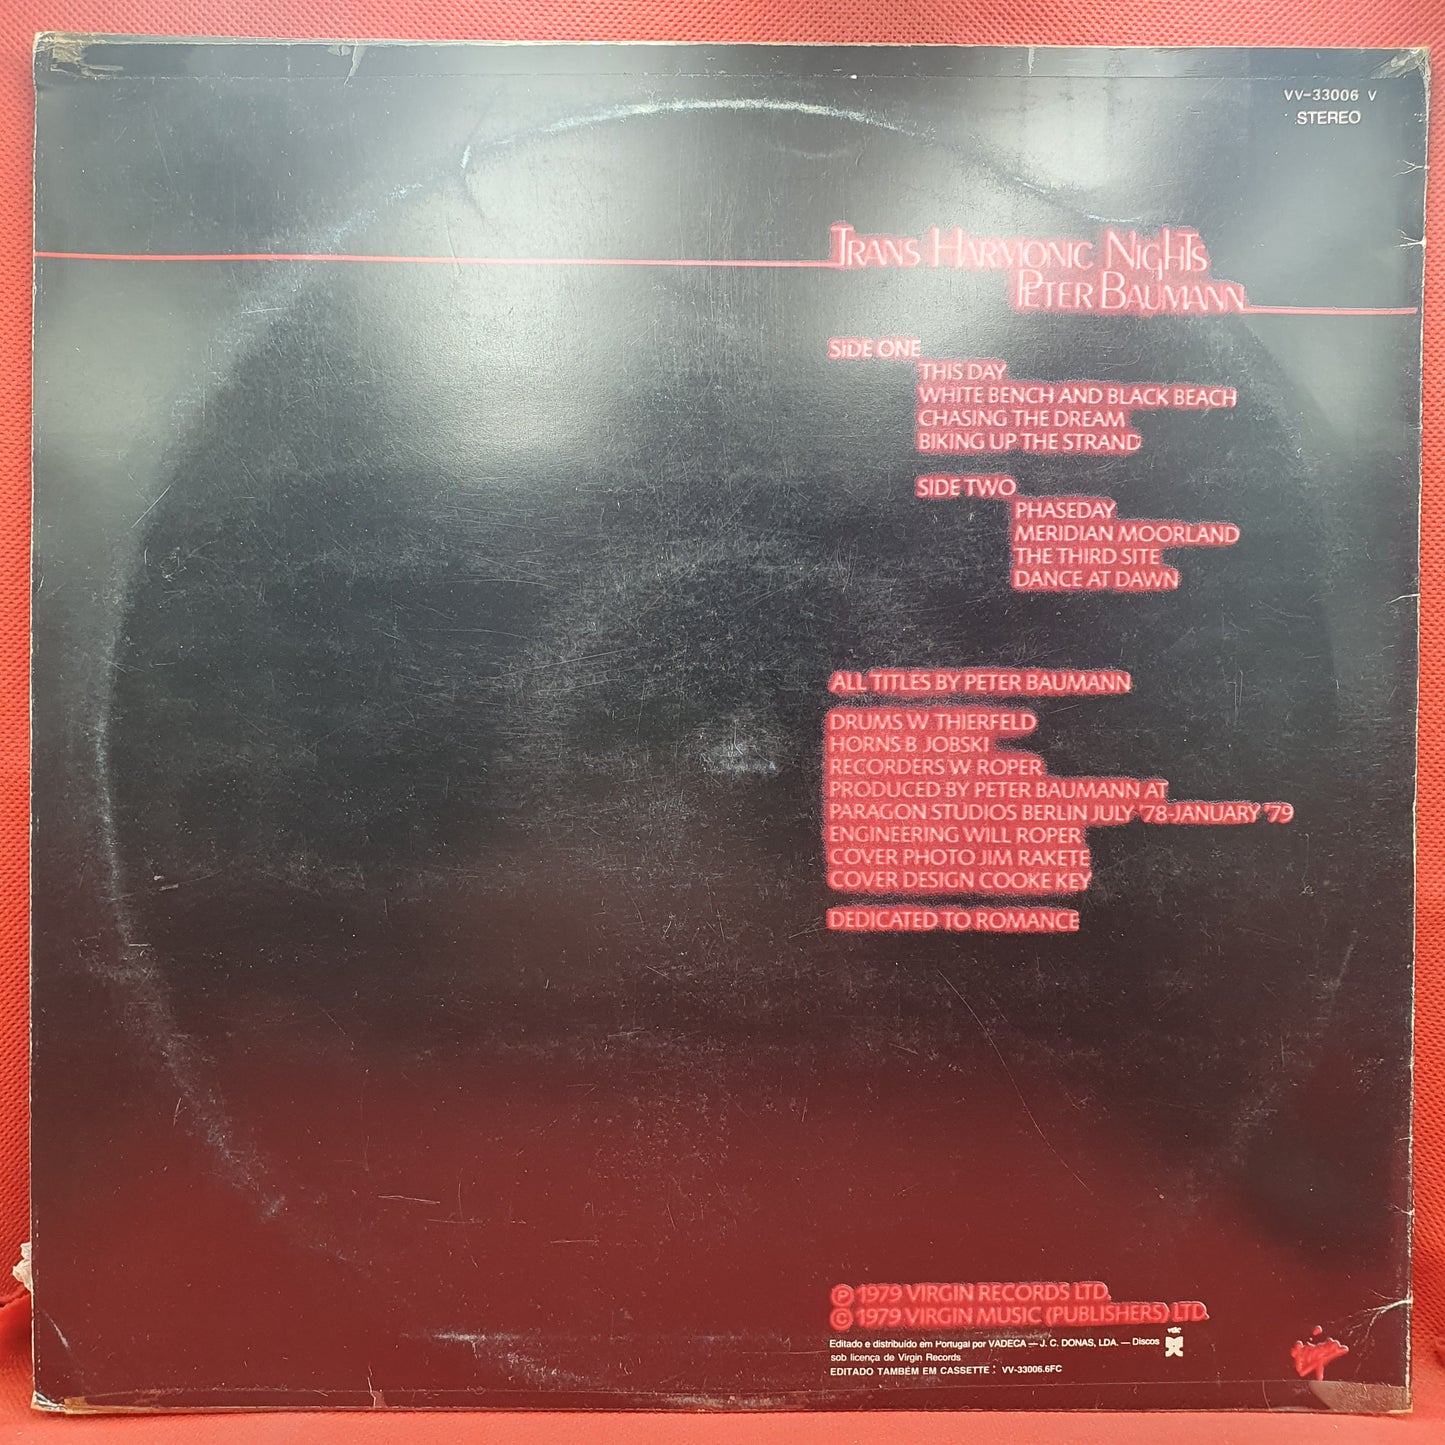 VV-33006 V
STEREO
TRANS HARMONIC NIGHTS
PETER BAUMANN
SIDE ONE
THIS DAY
WHITE BENCH AND BLACK BEACH
CHASING THE DREAM
BIKING UP THE STRAND
SIDE TWO
PHASEDAY
MERIDIAN MOORLAND
THE THIRD SITE
DANCE AT DAWN
ALL TITLES BY PETER BAUMANN
DRUMS W THIERFELD
HORNS B JOBSKI
RECORDERS W ROPER
PRODUCED BY PETER BAUMANN AT
PARAGON STUDIOS BERLIN JULY '78-JANUARY '79
ENGINEERING WILL ROPER
COVER PHOTO JIM RAKETE
COVER DESIGN COOKE KEY
DEDICATED TO ROMANCE
℗ 1979 VIRGIN RECORDS LTD.
© 1979 VIRGIN MUSIC (PUBLISHERS) LTD.
vdc
Editado e distribuído em Portugal por VADECA — J. C. DONAS, LDA. — Discos
sob licença de Virgin Records
EDITADO TAMBÉM EM CASSETTE : VV-33006.6FC